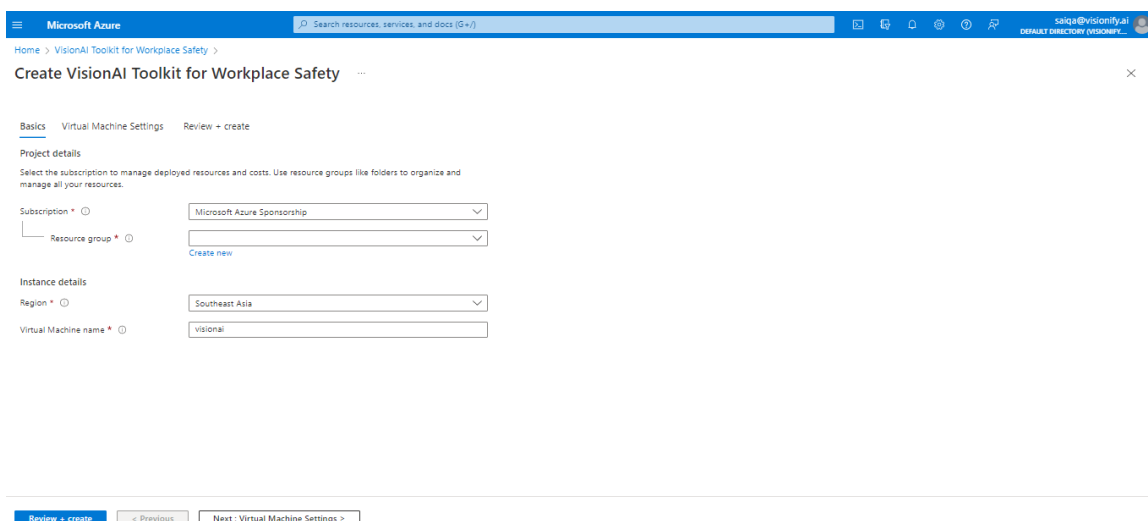 Microsoft Azure
Search resources, services, and docs (G+/)
saiqa@visionify.ai
DEFAULT DIRECTORY (VISIONIFY....
Home > VisionAI Toolkit for Workplace Safety >
Create VisionAI Toolkit for Workplace Safety ...
Basics Virtual Machine Settings Review + create
Project details
Select the subscription to manage deployed resources and costs. Use resource groups like folders to organize and
manage all your resources.
Subscription * Microsoft Azure Sponsorship
Resource group *
Create new
Instance details
Region * Southeast Asia
Virtual Machine name * visionai
Review + create < Previous Next : Virtual Machine Settings >